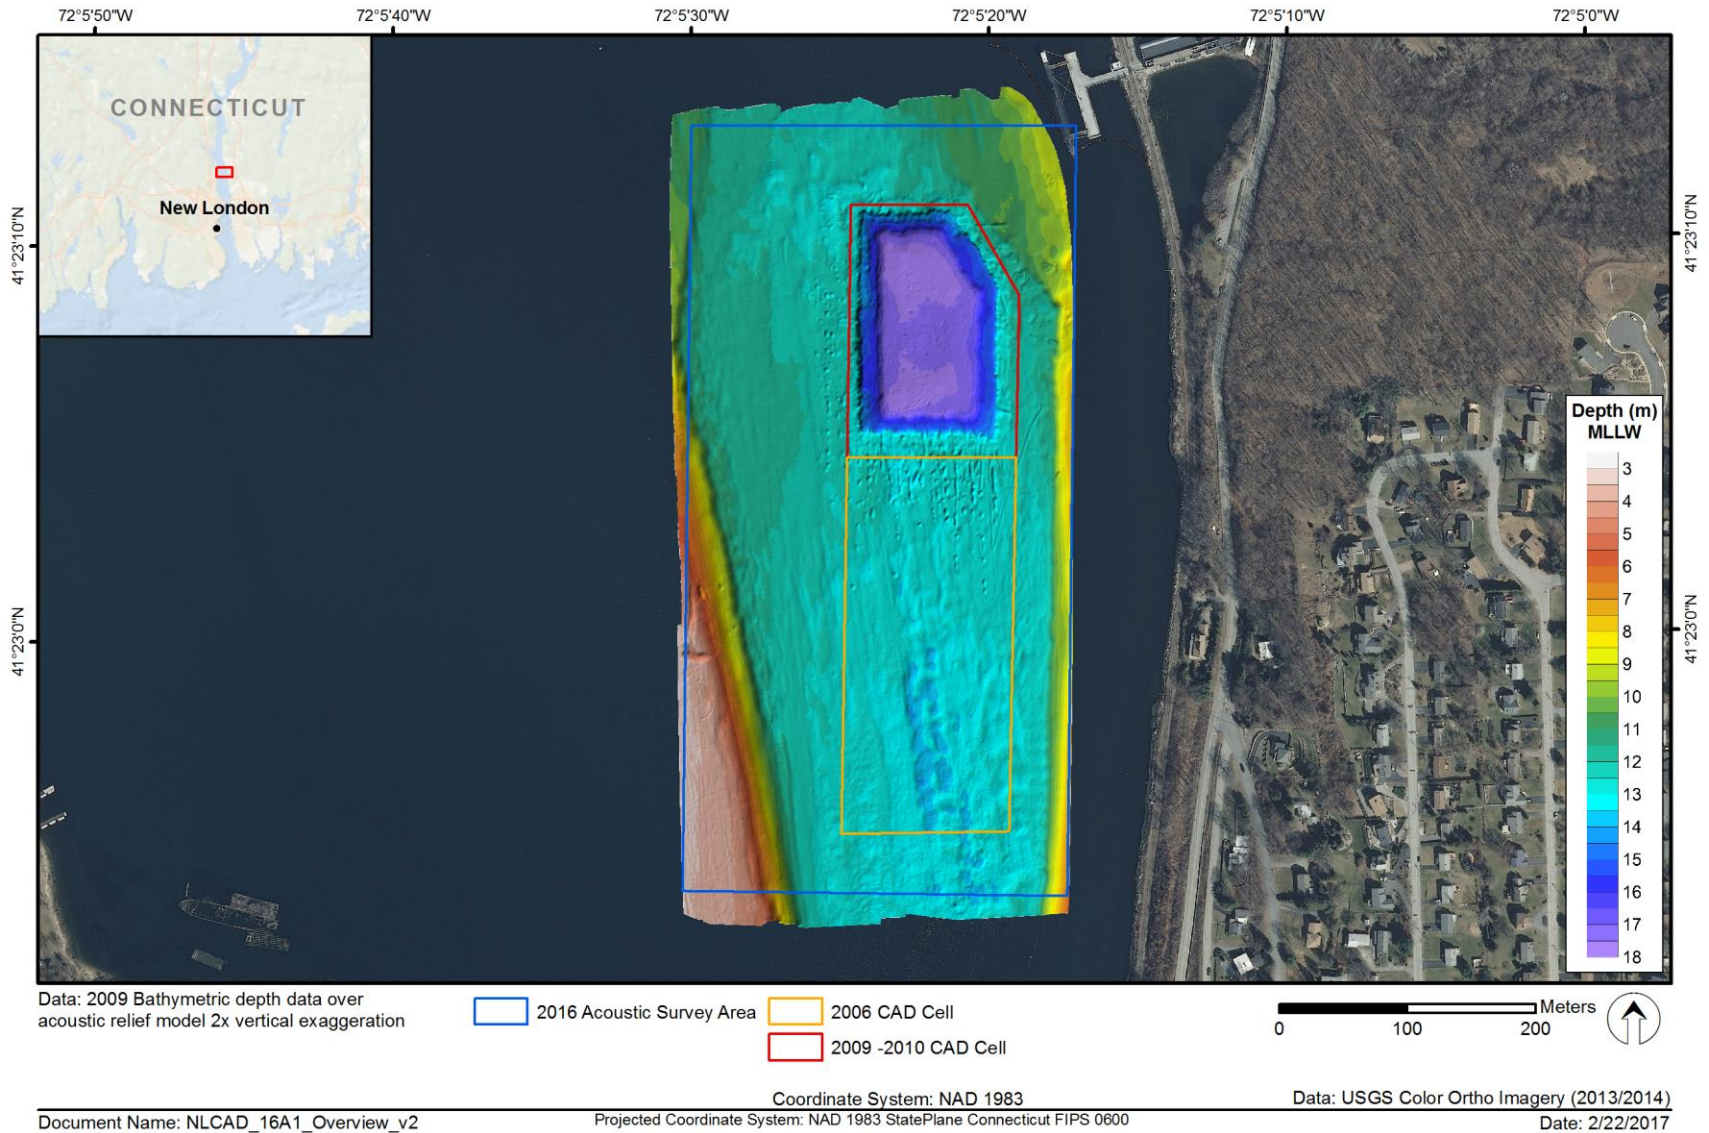 72°5'50"W
72°5'40"W
72°5'30"W
72°5'20"W
72°5'10"W
72°5'0"W
CONNECTICUT
New London
41°23'10"N
41°23'10"N
41°23'0"N
41°23'0"N
Depth (m)
MLLW
3
4
5
6
7
8
9
10
11
12
13
14
15
16
17
18
Data: 2009 Bathymetric depth data over
acoustic relief model 2x vertical exaggeration
2016 Acoustic Survey Area
2006 CAD Cell
2009 -2010 CAD Cell
Meters
0 100 200
Coordinate System: NAD 1983
Data: USGS Color Ortho Imagery (2013/2014)
Document Name: NLCAD_16A1_Overview_v2
Projected Coordinate System: NAD 1983 StatePlane Connecticut FIPS 0600
Date: 2/22/2017